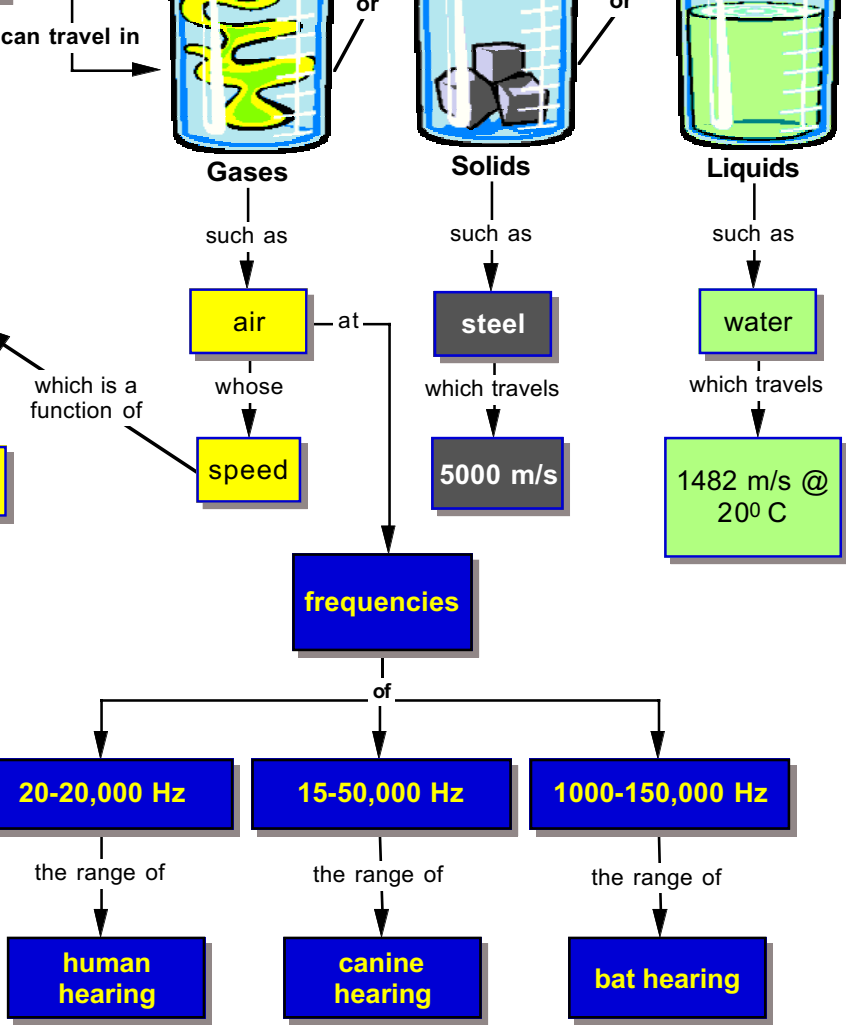 or
or
can travel in
Gases
Solids
Liquids
such as
such as
such as
air
at
steel
water
which is a
function of
whose
which travels
which travels
speed
5000 m/s
1482 m/s @
20⁰ C
frequencies
of
20-20,000 Hz
15-50,000 Hz
1000-150,000 Hz
the range of
the range of
the range of
human
hearing
canine
hearing
bat hearing